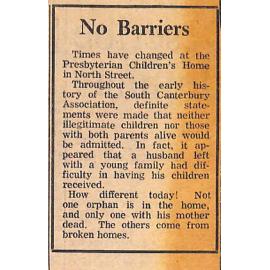 No Barriers
Times have changed at the
Presbyterian Children's Home
in North Street.
Throughout the early his-
tory of the South Canterbury
Association, definite state-
ments were made that neither
illegitimate children nor those
with both parents alive would
be admitted. In fact, it ap-
peared that a husband left
with a young family had dif-
ficulty in having his children
received.
How different today! Not
one orphan is in the home,
and only one with his mother
dead. The others come from
broken homes.